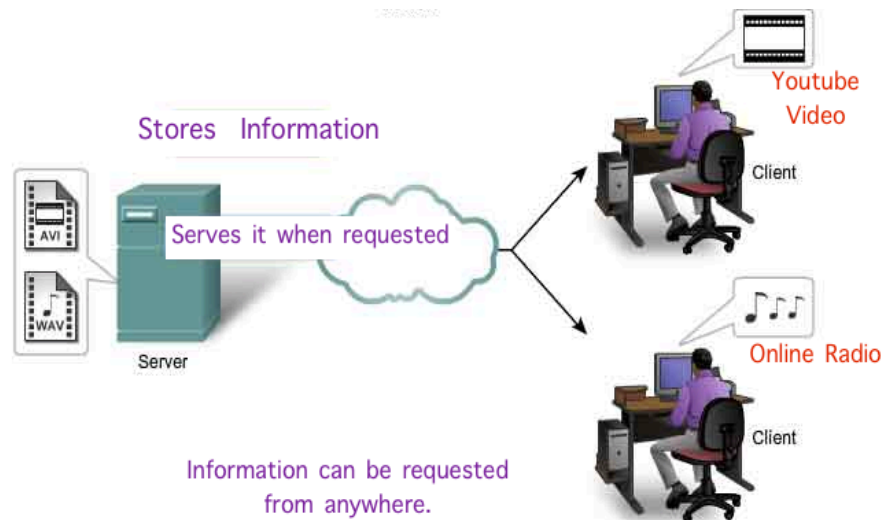 Youtube
Video
Stores Information
Client
AVI
Serves it when requested
WAV
Server
Online Radio
Client
Information can be requested
from anywhere.